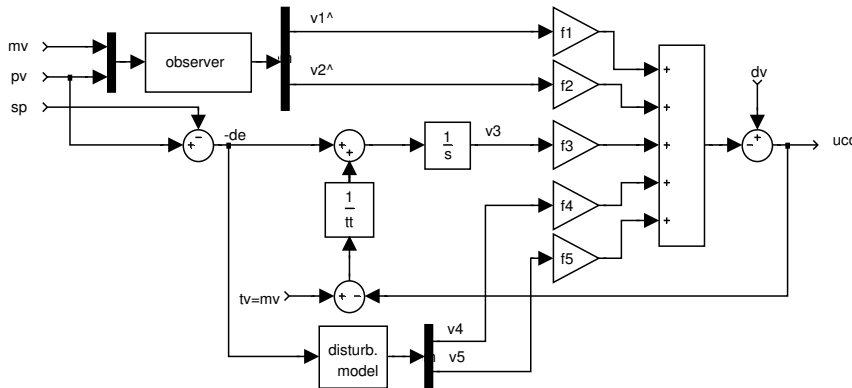 v1^
f1
mv
observer
v2^
dv
pv
f2
sp
-de
1
s
v3
f3
1
tt
f4
f5
tv=mv
v4
v5
disturb.
model